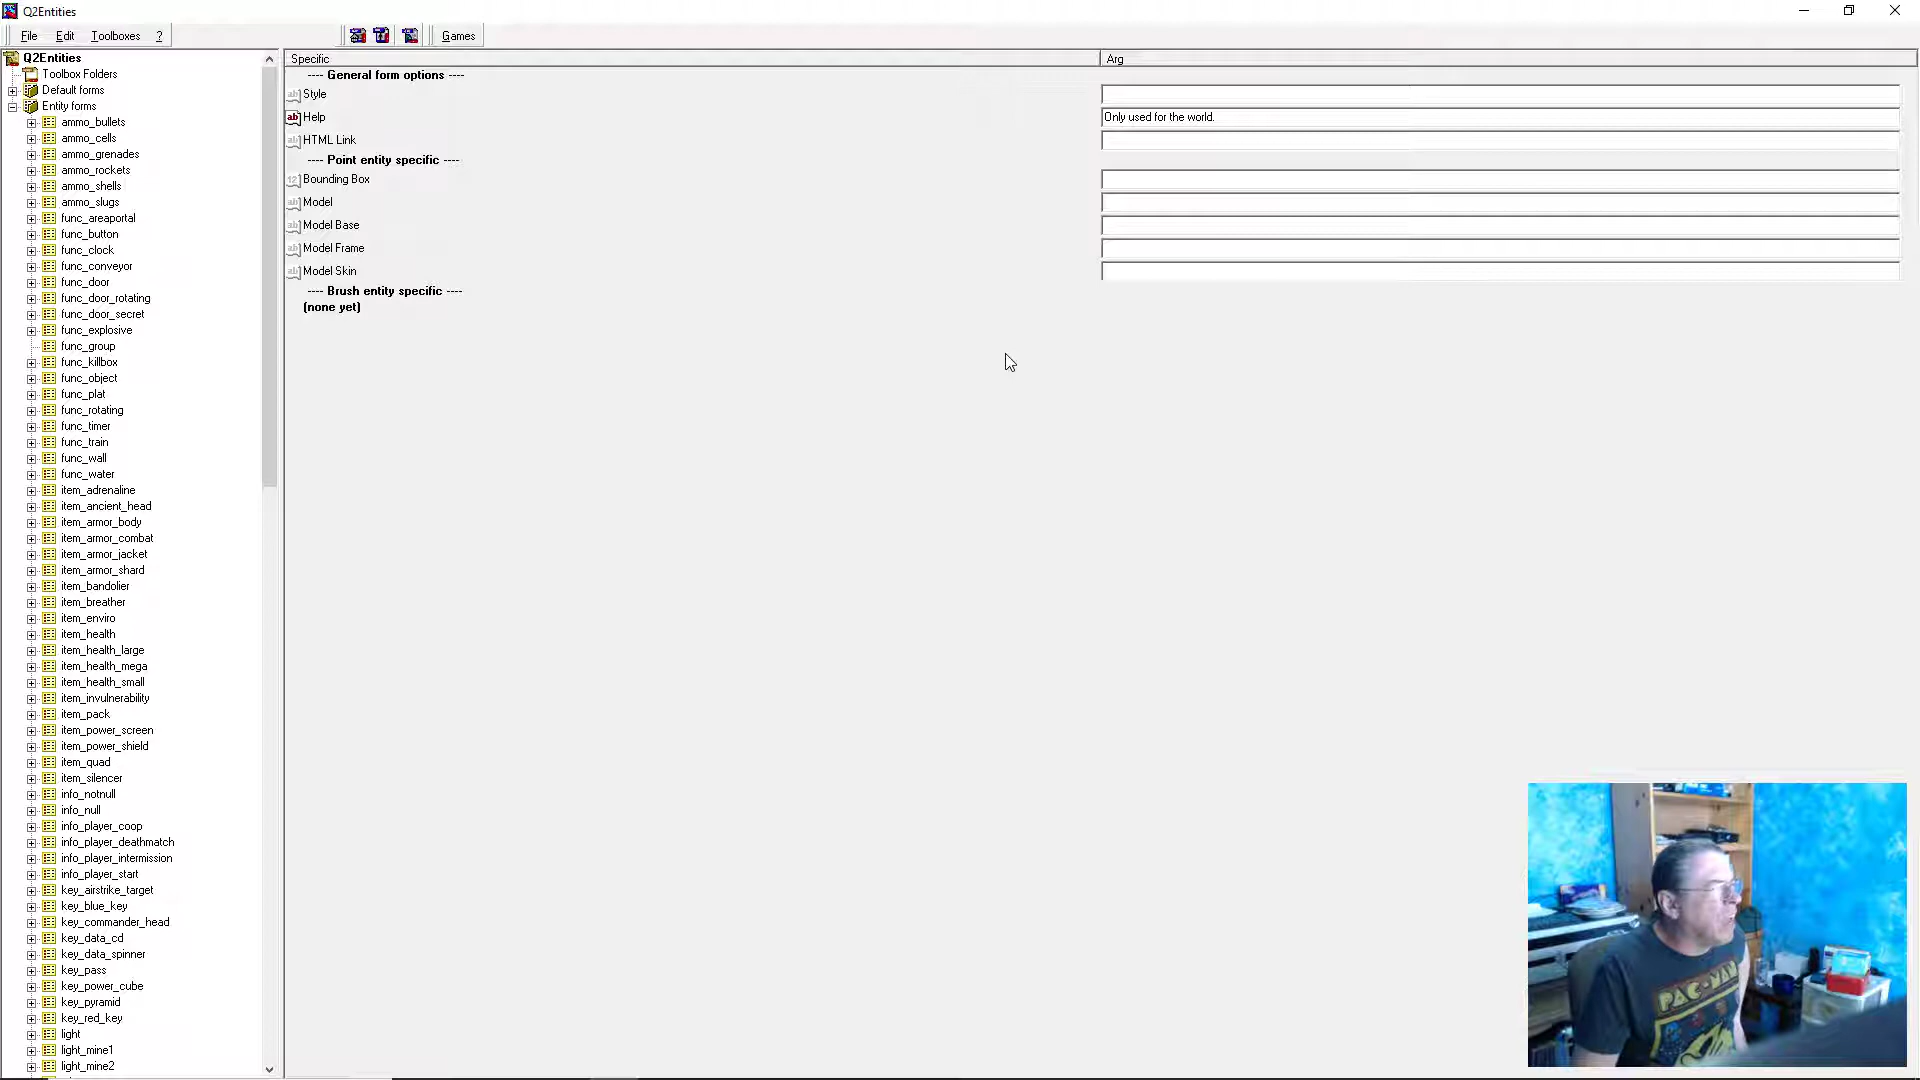 Q2Entities
File Edit Toolboxes ? Games
Q2Entities
Toolbox Folders
Default forms
Entity forms
ammo_bullets
ammo_cells
ammo_grenades
ammo_rockets
ammo_shells
ammo_slugs
func_areaportal
func_button
func_clock
func_conveyor
func_door
func_door_rotating
func_door_secret
func_explosive
func_group
func_killbox
func_object
func_plat
func_rotating
func_timer
func_train
func_wall
func_water
item_adrenaline
item_ancient_head
item_armor_body
item_armor_combat
item_armor_jacket
item_armor_shard
item_bandolier
item_breather
item_enviro
item_health
item_health_large
item_health_mega
item_health_small
item_invulnerability
item_pack
item_power_screen
item_power_shield
item_quad
item_silencer
info_notnull
info_null
info_player_coop
info_player_deathmatch
info_player_intermission
info_player_start
key_airstrike_target
key_blue_key
key_commander_head
key_data_cd
key_data_spinner
key_pass
key_power_cube
key_pyramid
key_red_key
light
light_mine1
light_mine2
Specific Arg
---- General form options ----
Style
Help Only used for the world.
HTML Link
---- Point entity specific ----
Bounding Box
Model
Model Base
Model Frame
Model Skin
---- Brush entity specific ----
(none yet)
PAC-MAN